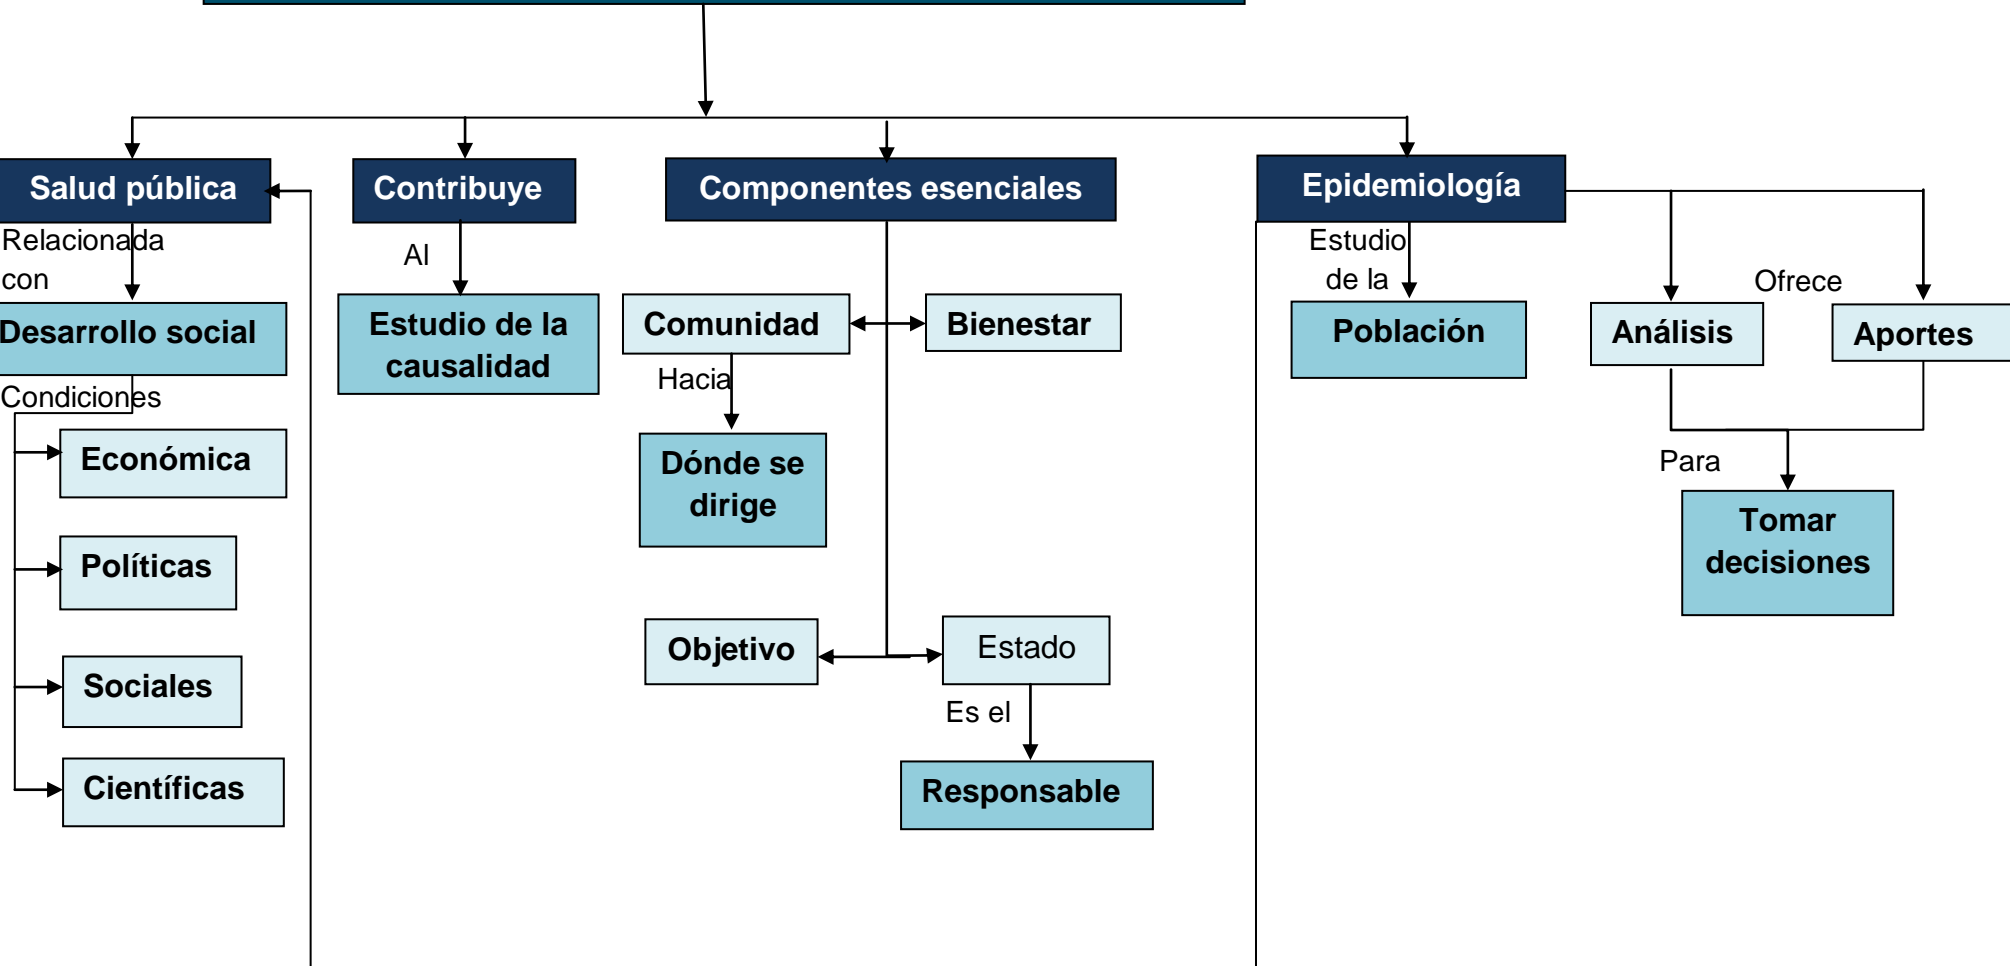 Salud pública
Contribuye
Componentes esenciales
Epidemiología
Relacionada
con
Al
Estudio
de la
Ofrece
Desarrollo social
Estudio de la
causalidad
Comunidad
Bienestar
Población
Análisis
Aportes
Condiciones
Hacia
Económica
Dónde se
dirige
Para
Políticas
Tomar
decisiones
Objetivo
Estado
Sociales
Es el
Científicas
Responsable